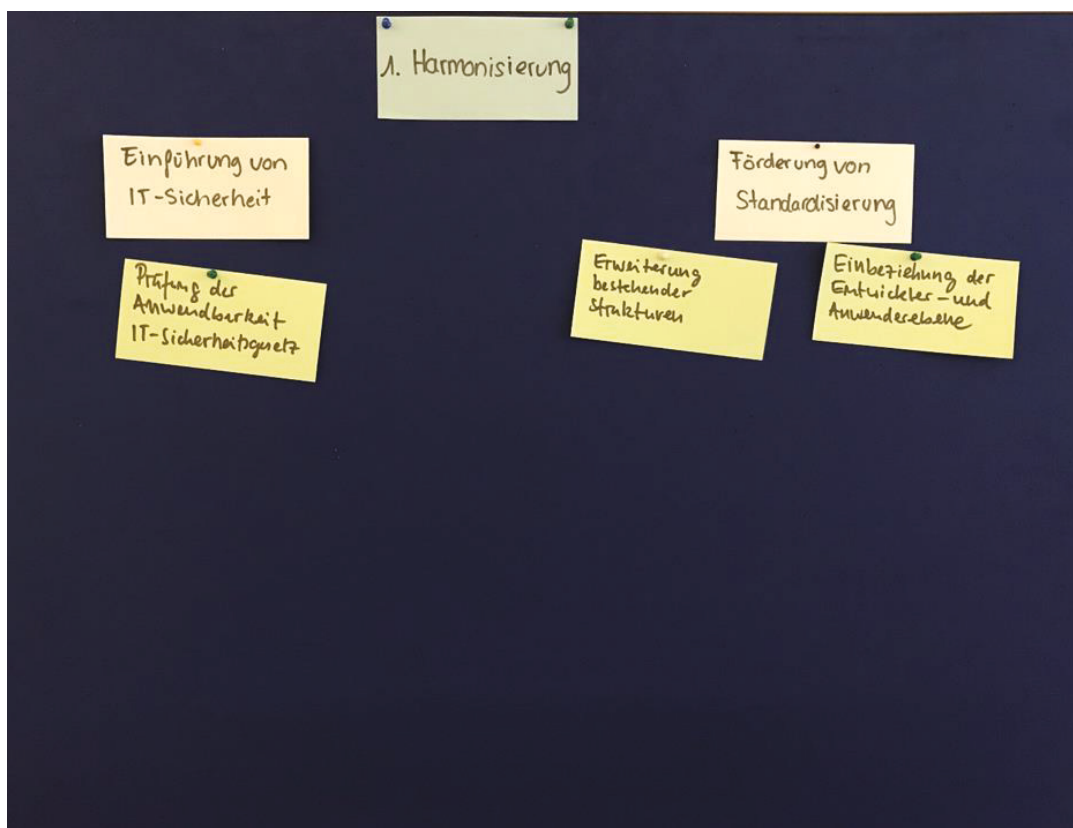 1. Harmonisierung
Einführung von
IT-Sicherheit
Prüfung der
Anwendbarkeit
IT-Sicherheitsgesetz
Förderung von
Standardisierung
Erweiterung
bestehender
Strukturen
Einbeziehung der
Entwickler- und
Anwenderebene